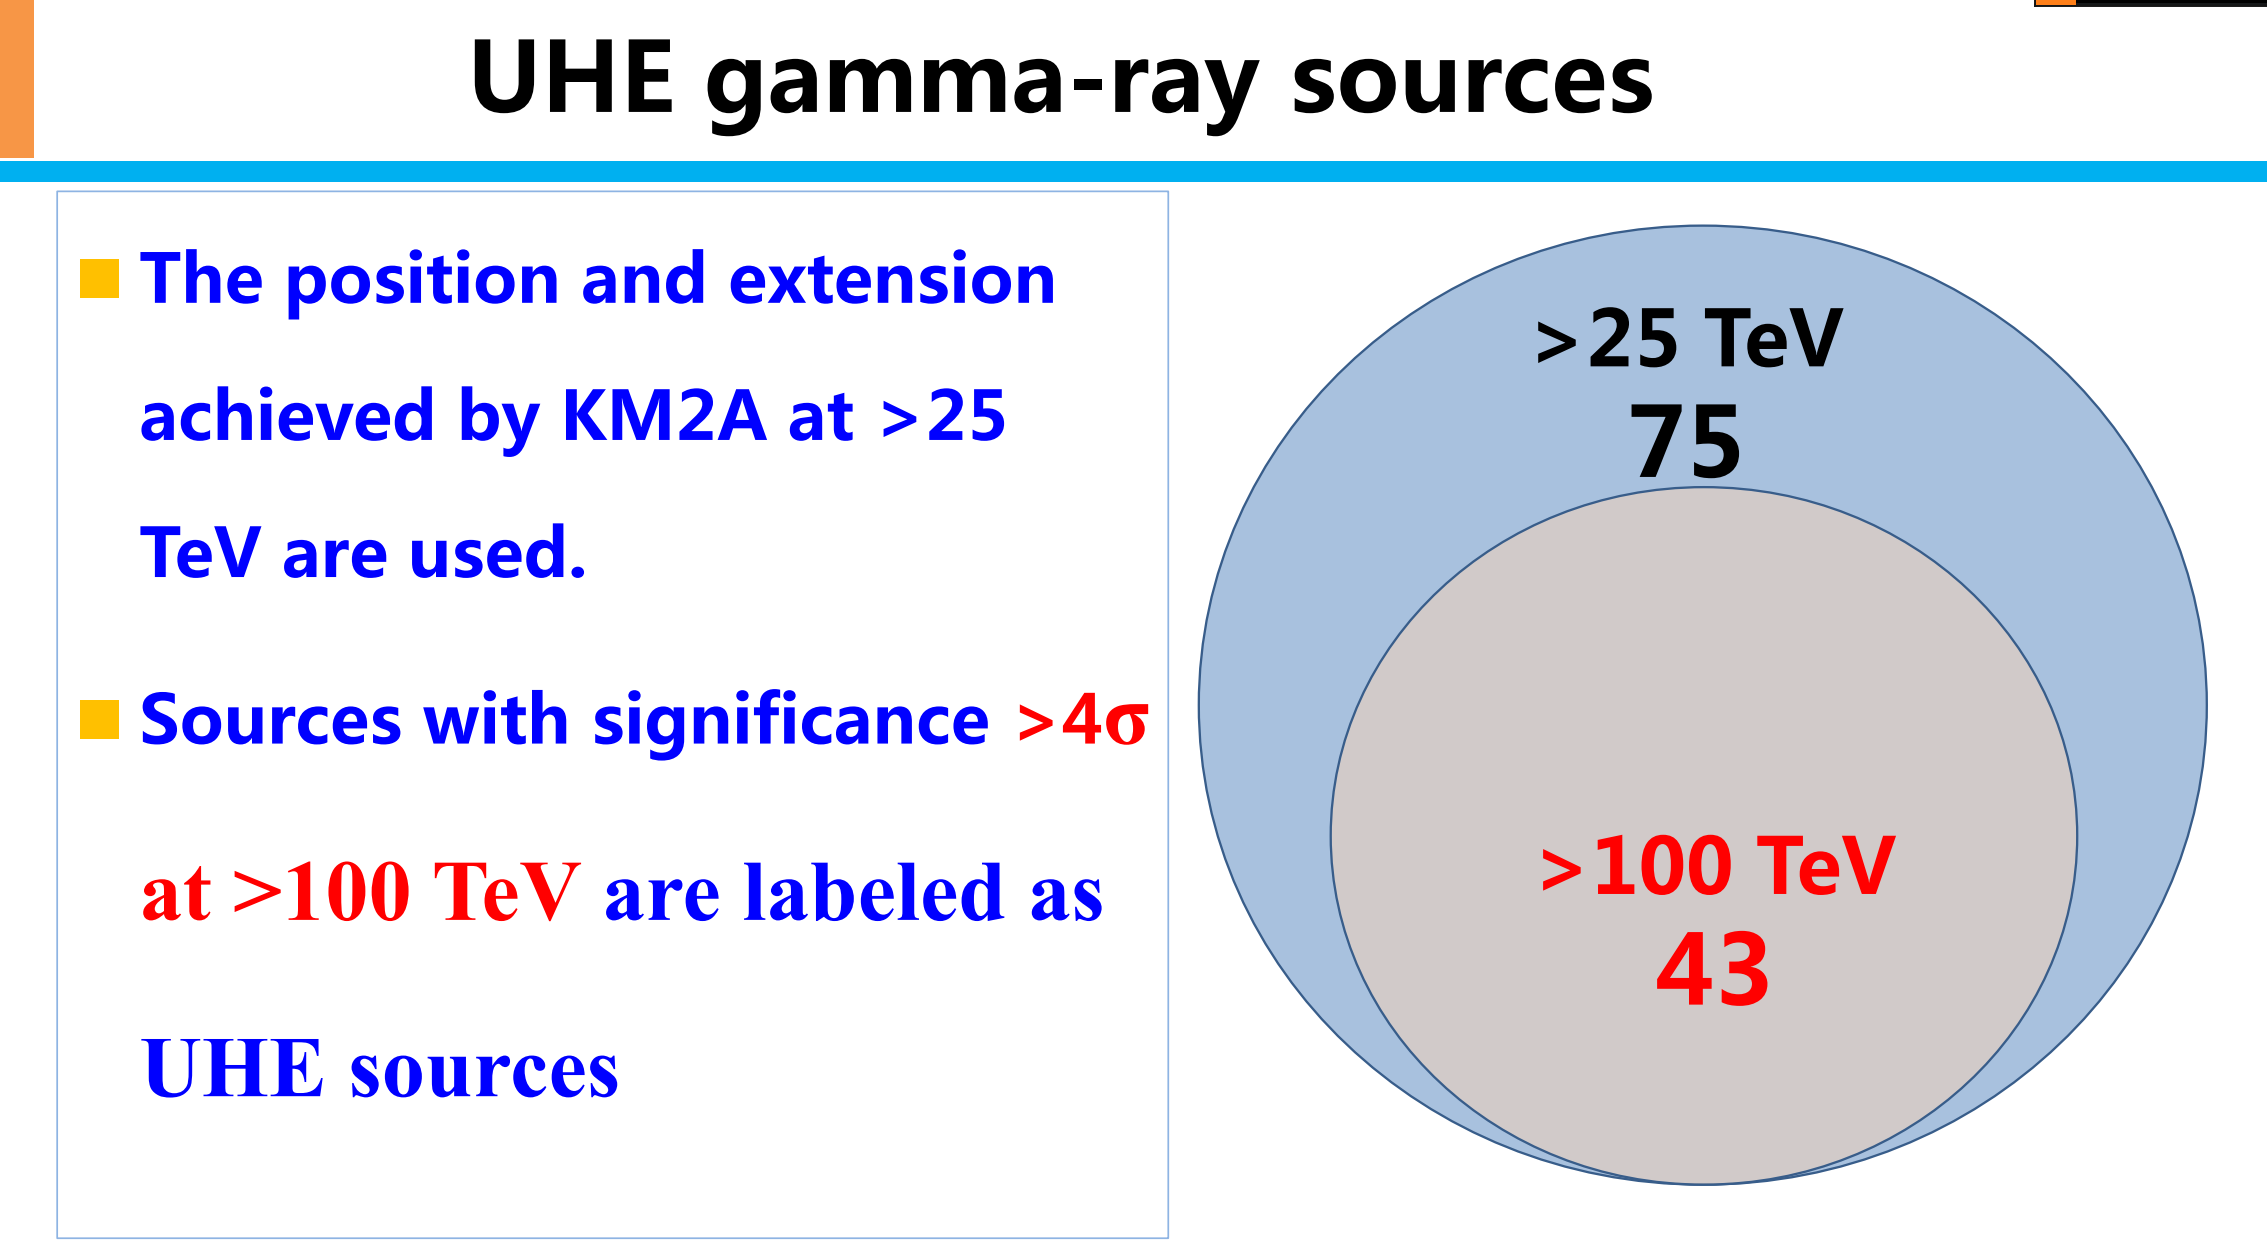 UHE gamma-ray sources
The position and extension
achieved by KM2A at >25
TeV are used.
Sources with significance >4σ
at >100 TeV are labeled as
UHE sources
>25 TeV
75
>100 TeV
43